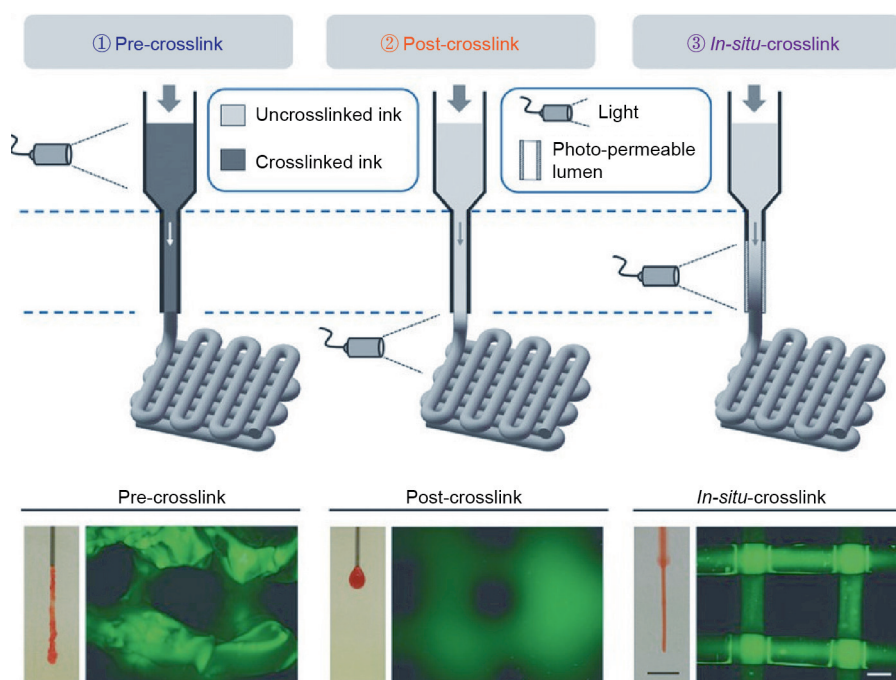 ① Pre-crosslink
② Post-crosslink
③ In-situ-crosslink
Uncrosslinked ink
Crosslinked ink
Light
Photo-permeable
lumen
Pre-crosslink
Post-crosslink
In-situ-crosslink